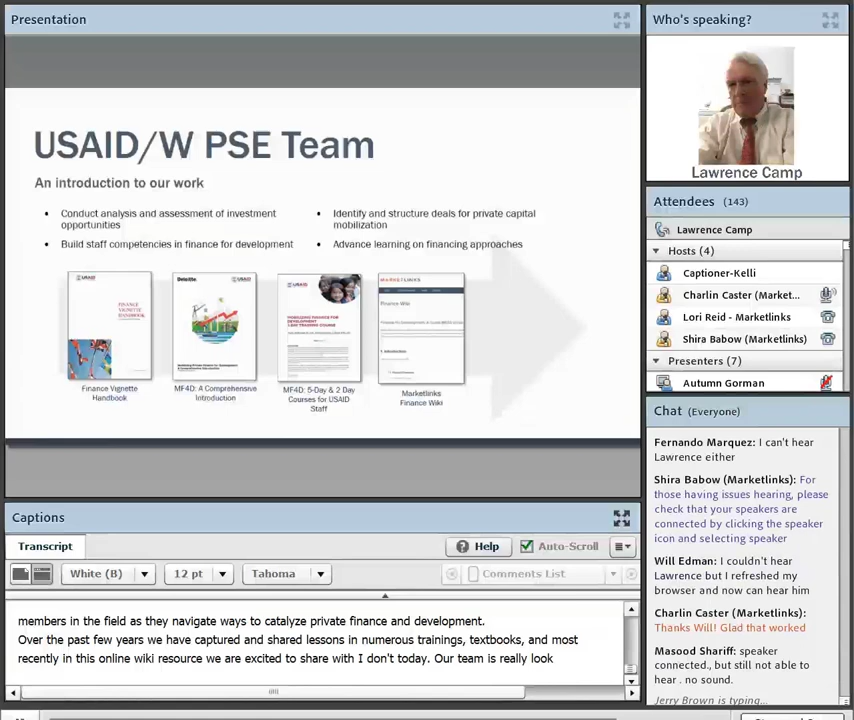 Presentation
USAID/W PSE Team
An introduction to our work
Conduct analysis and assessment of investment
opportunities
Build staff competencies in finance for development
Identify and structure deals for private capital
mobilization
Advance learning on financing approaches
USAID
FINANCE
VIGNETTE
HANDBOOK
Deloitte.
USAID
USAID
MARKETLINKS
Finance Wiki
Finance Vignette
Handbook
MF4D: A Comprehensive
Introduction
MF4D: 5-Day & 2 Day
Courses for USAID
Staff
Marketlinks
Finance Wiki
Captions
Transcript
Help
Auto-Scroll
White (B)
12 pt
Tahoma
Comments List
members in the field as they navigate ways to catalyze private finance and development.
Over the past few years we have captured and shared lessons in numerous trainings, textbooks, and most
recently in this online wiki resource we are excited to share with I don't today. Our team is really look
Who's speaking?
Lawrence Camp
Attendees (143)
Lawrence Camp
Hosts (4)
Captioner-Kelli
Charlin Caster (Market...
Lori Reid - Marketlinks
Shira Babow (Marketlinks)
Presenters (7)
Autumn Gorman
Chat (Everyone)
Fernando Marquez: I can't hear
Lawrence either
Shira Babow (Marketlinks): For
those having issues hearing, please
check that your speakers are
connected by clicking the speaker
icon and selecting speaker
Will Edman: I couldn't hear
Lawrence but I refreshed my
browser and now can hear him
Charlin Caster (Marketlinks):
Thanks Will! Glad that worked
Masood Shariff: speaker
connected., but still not able to
hear . no sound.
Jerry Brown is typing...